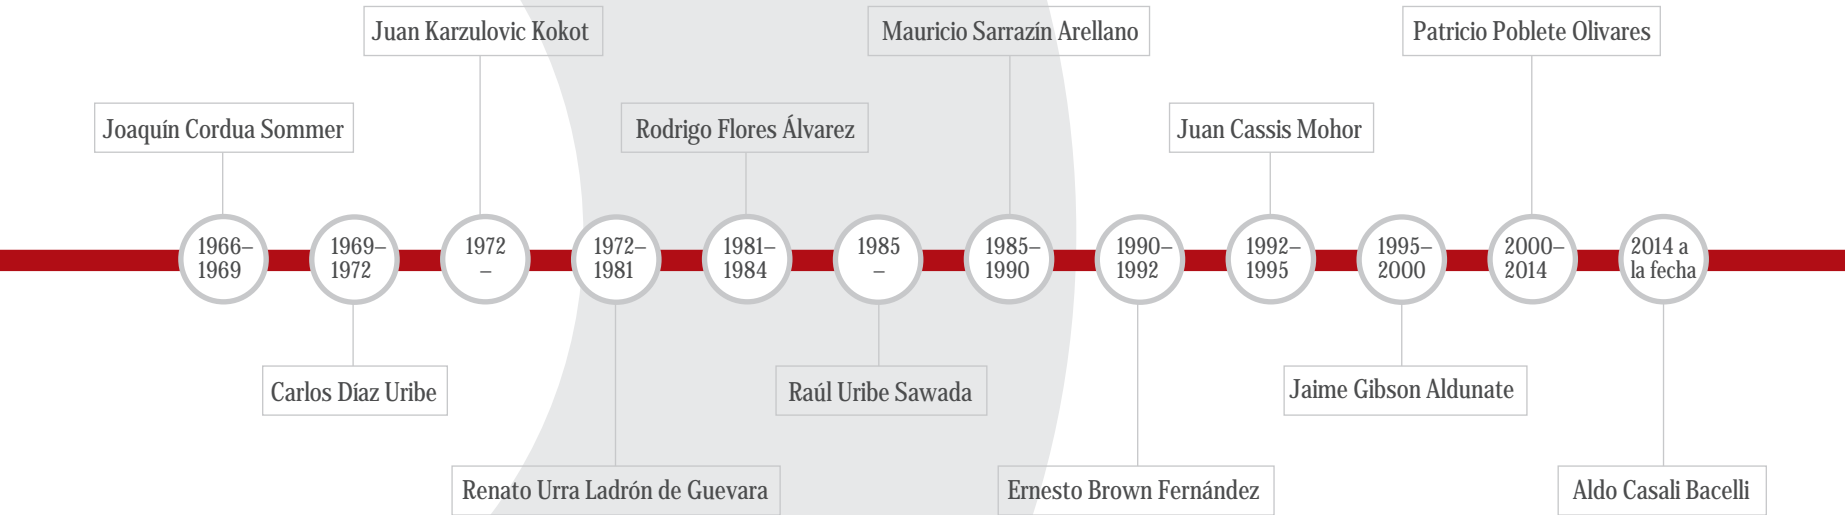 Juan Karzulovic Kokot
Mauricio Sarrazín Arellano
Patricio Poblete Olivares
Joaquín Cordua Sommer
Rodrigo Flores Álvarez
Juan Cassis Mohor
1966–
1969
1969–
1972
1972
–
1972–
1981
1981–
1984
1985
–
1985–
1990
1990–
1992
1992–
1995
1995–
2000
2000–
2014
2014 a
la fecha
Carlos Díaz Uribe
Raúl Uribe Sawada
Jaime Gibson Aldunate
Renato Urra Ladrón de Guevara
Ernesto Brown Fernández
Aldo Casali Bacelli